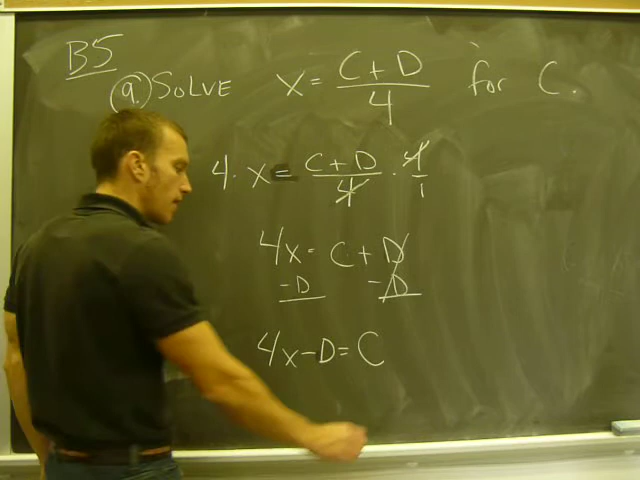 B5
a. SOLVE x = C + D / 4 for C.
4 · x = C + D / 4 · 4 / 1
4x = C + D
-D -D
4x - D = C